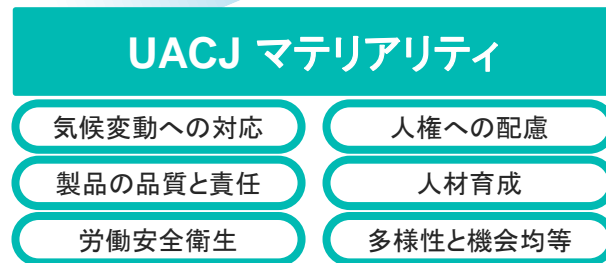 UACJ マテリアリティ
気候変動への対応
人権への配慮
製品の品質と責任
人材育成
労働安全衛生
多様性と機会均等